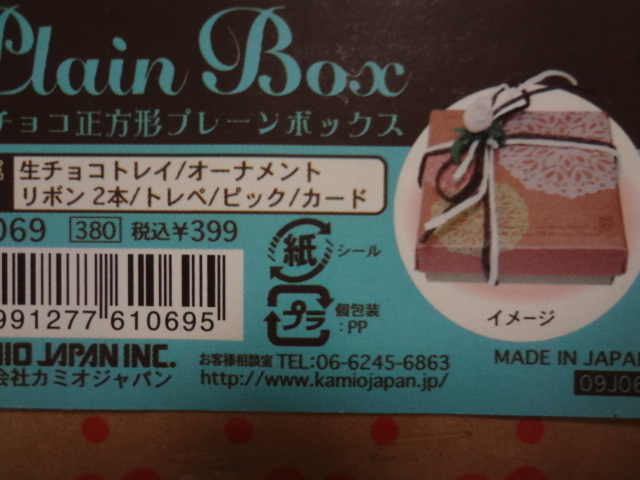 Plain Box
チョコ正方形プレーンボックス
生チョコトレイ/オーナメント
リボン2本/トレペ/ピック/カード
069 380 税込¥399
紙 シール
プラ 個包装
:PP
991277 610695
イメージ
MIO JAPAN INC.
会社カミオジャパン
お客様相談室 TEL:06-6245-6863
http://www.kamiojapan.jp/
MADE IN JAPAN
09J06